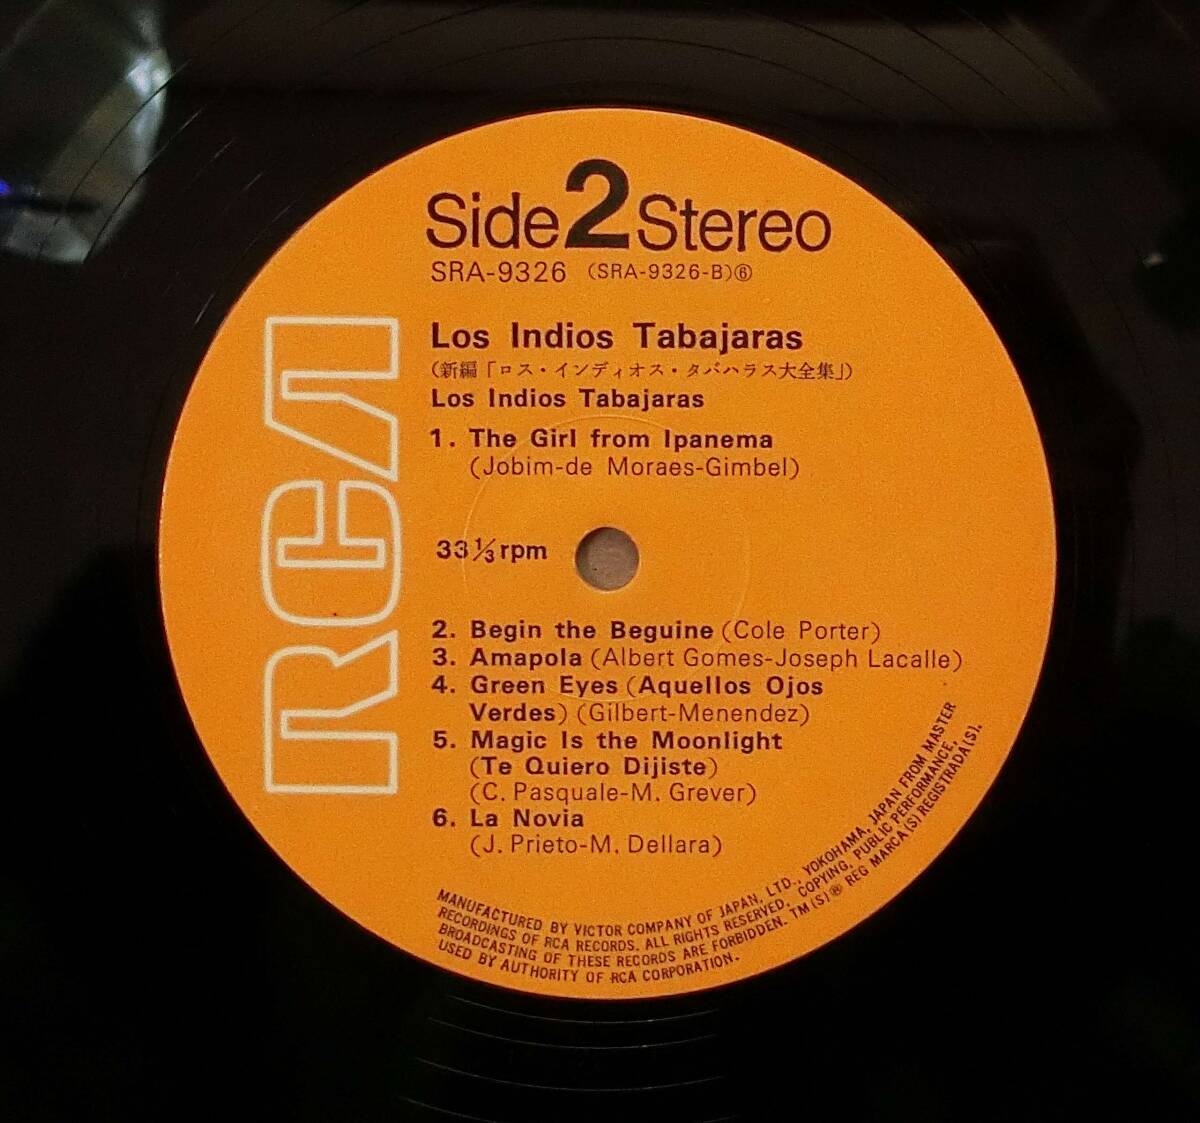 Side 2 Stereo
SRA-9326 (SRA-9326-B)⑥
Los Indios Tabajaras
(新編「ロス・インディオス・タバハラス大全集」)
Los Indios Tabajaras
1. The Girl from Ipanema
(Jobim-de Moraes-Gimbel)
33⅓rpm
2. Begin the Beguine (Cole Porter)
3. Amapola (Albert Gomes-Joseph Lacalle)
4. Green Eyes (Aquellos Ojos
Verdes) (Gilbert-Menendez)
5. Magic Is the Moonlight
(Te Quiero Dijiste)
(C. Pasquale-M. Grever)
6. La Novia
(J. Prieto-M. Dellara)
RCA
MANUFACTURED BY VICTOR COMPANY OF JAPAN, LTD., YOKOHAMA, JAPAN FROM MASTER
RECORDINGS OF RCA RECORDS. ALL RIGHTS RESERVED. COPYING, PUBLIC PERFORMANCE,
BROADCASTING OF THESE RECORDS ARE FORBIDDEN. TM(S)® REG MARCA(S) REGISTRADA(S).
USED BY AUTHORITY OF RCA CORPORATION.